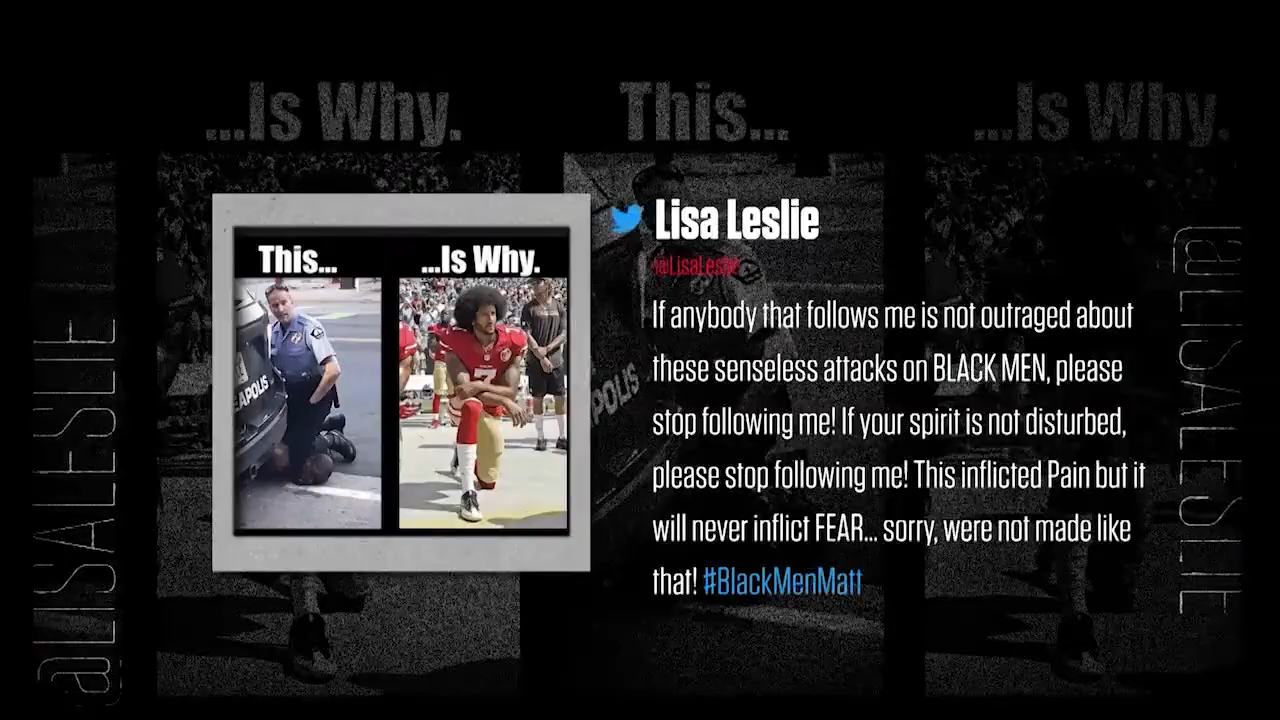 ...Is Why.
This...
...Is Why.
@LISALESLIE
This...
...Is Why.
APOLIS
Lisa Leslie
@LisaLeslie
If anybody that follows me is not outraged about
these senseless attacks on BLACK MEN, please
stop following me! If your spirit is not disturbed,
please stop following me! This inflicted Pain but it
will never inflict FEAR... sorry, were not made like
that! #BlackMenMatt
POLIS
7
@LISALESLIE